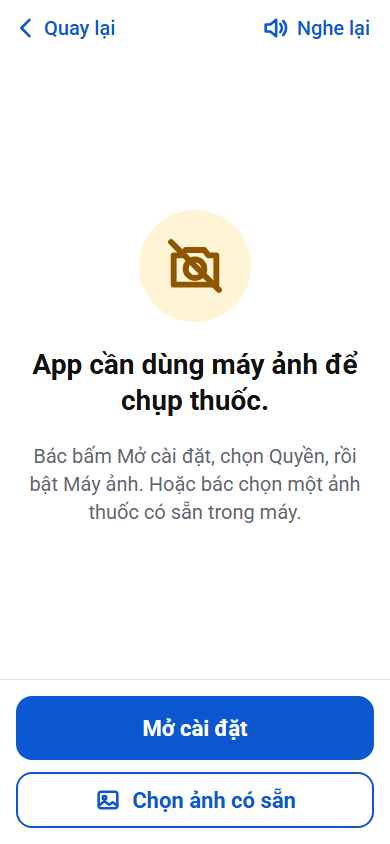 Quay lại
Nghe lại
App cần dùng máy ảnh để
chụp thuốc.
Bác bấm Mở cài đặt, chọn Quyền, rồi
bật Máy ảnh. Hoặc bác chọn một ảnh
thuốc có sẵn trong máy.
Mở cài đặt
Chọn ảnh có sẵn